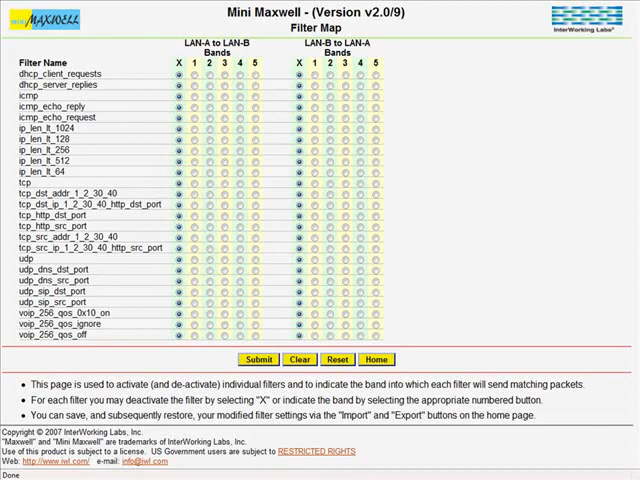 miniMAXWELL
Mini Maxwell - (Version v2.0/9)
Filter Map
InterWorking Labs
LAN-A to LAN-B LAN-B to LAN-A
Bands Bands
Filter Name X 1 2 3 4 5 X 1 2 3 4 5
dhcp_client_requests
dhcp_server_replies
icmp
icmp_echo_reply
icmp_echo_request
ip_len_lt_1024
ip_len_lt_128
ip_len_lt_256
ip_len_lt_512
ip_len_lt_64
tcp
tcp_dst_addr_1_2_30_40
tcp_dst_ip_1_2_30_40_http_dst_port
tcp_http_dst_port
tcp_http_src_port
tcp_src_addr_1_2_30_40
tcp_src_ip_1_2_30_40_http_src_port
udp
udp_dns_dst_port
udp_dns_src_port
udp_sip_dst_port
udp_sip_src_port
voip_256_qos_0x10_on
voip_256_qos_ignore
voip_256_qos_off
Submit Clear Reset Home
This page is used to activate (and de-activate) individual filters and to indicate the band into which each filter will send matching packets.
For each filter you may deactivate the filter by selecting "X" or indicate the band by selecting the appropriate numbered button.
You can save, and subsequently restore, your modified filter settings via the "Import" and "Export" buttons on the home page.
Copyright © 2007 InterWorking Labs, Inc.
"Maxwell" and "Mini Maxwell" are trademarks of InterWorking Labs, Inc.
Use of this product is subject to a license. US Government users are subject to RESTRICTED RIGHTS
Web: http://www.iwl.com/ e-mail: info@iwl.com
Done